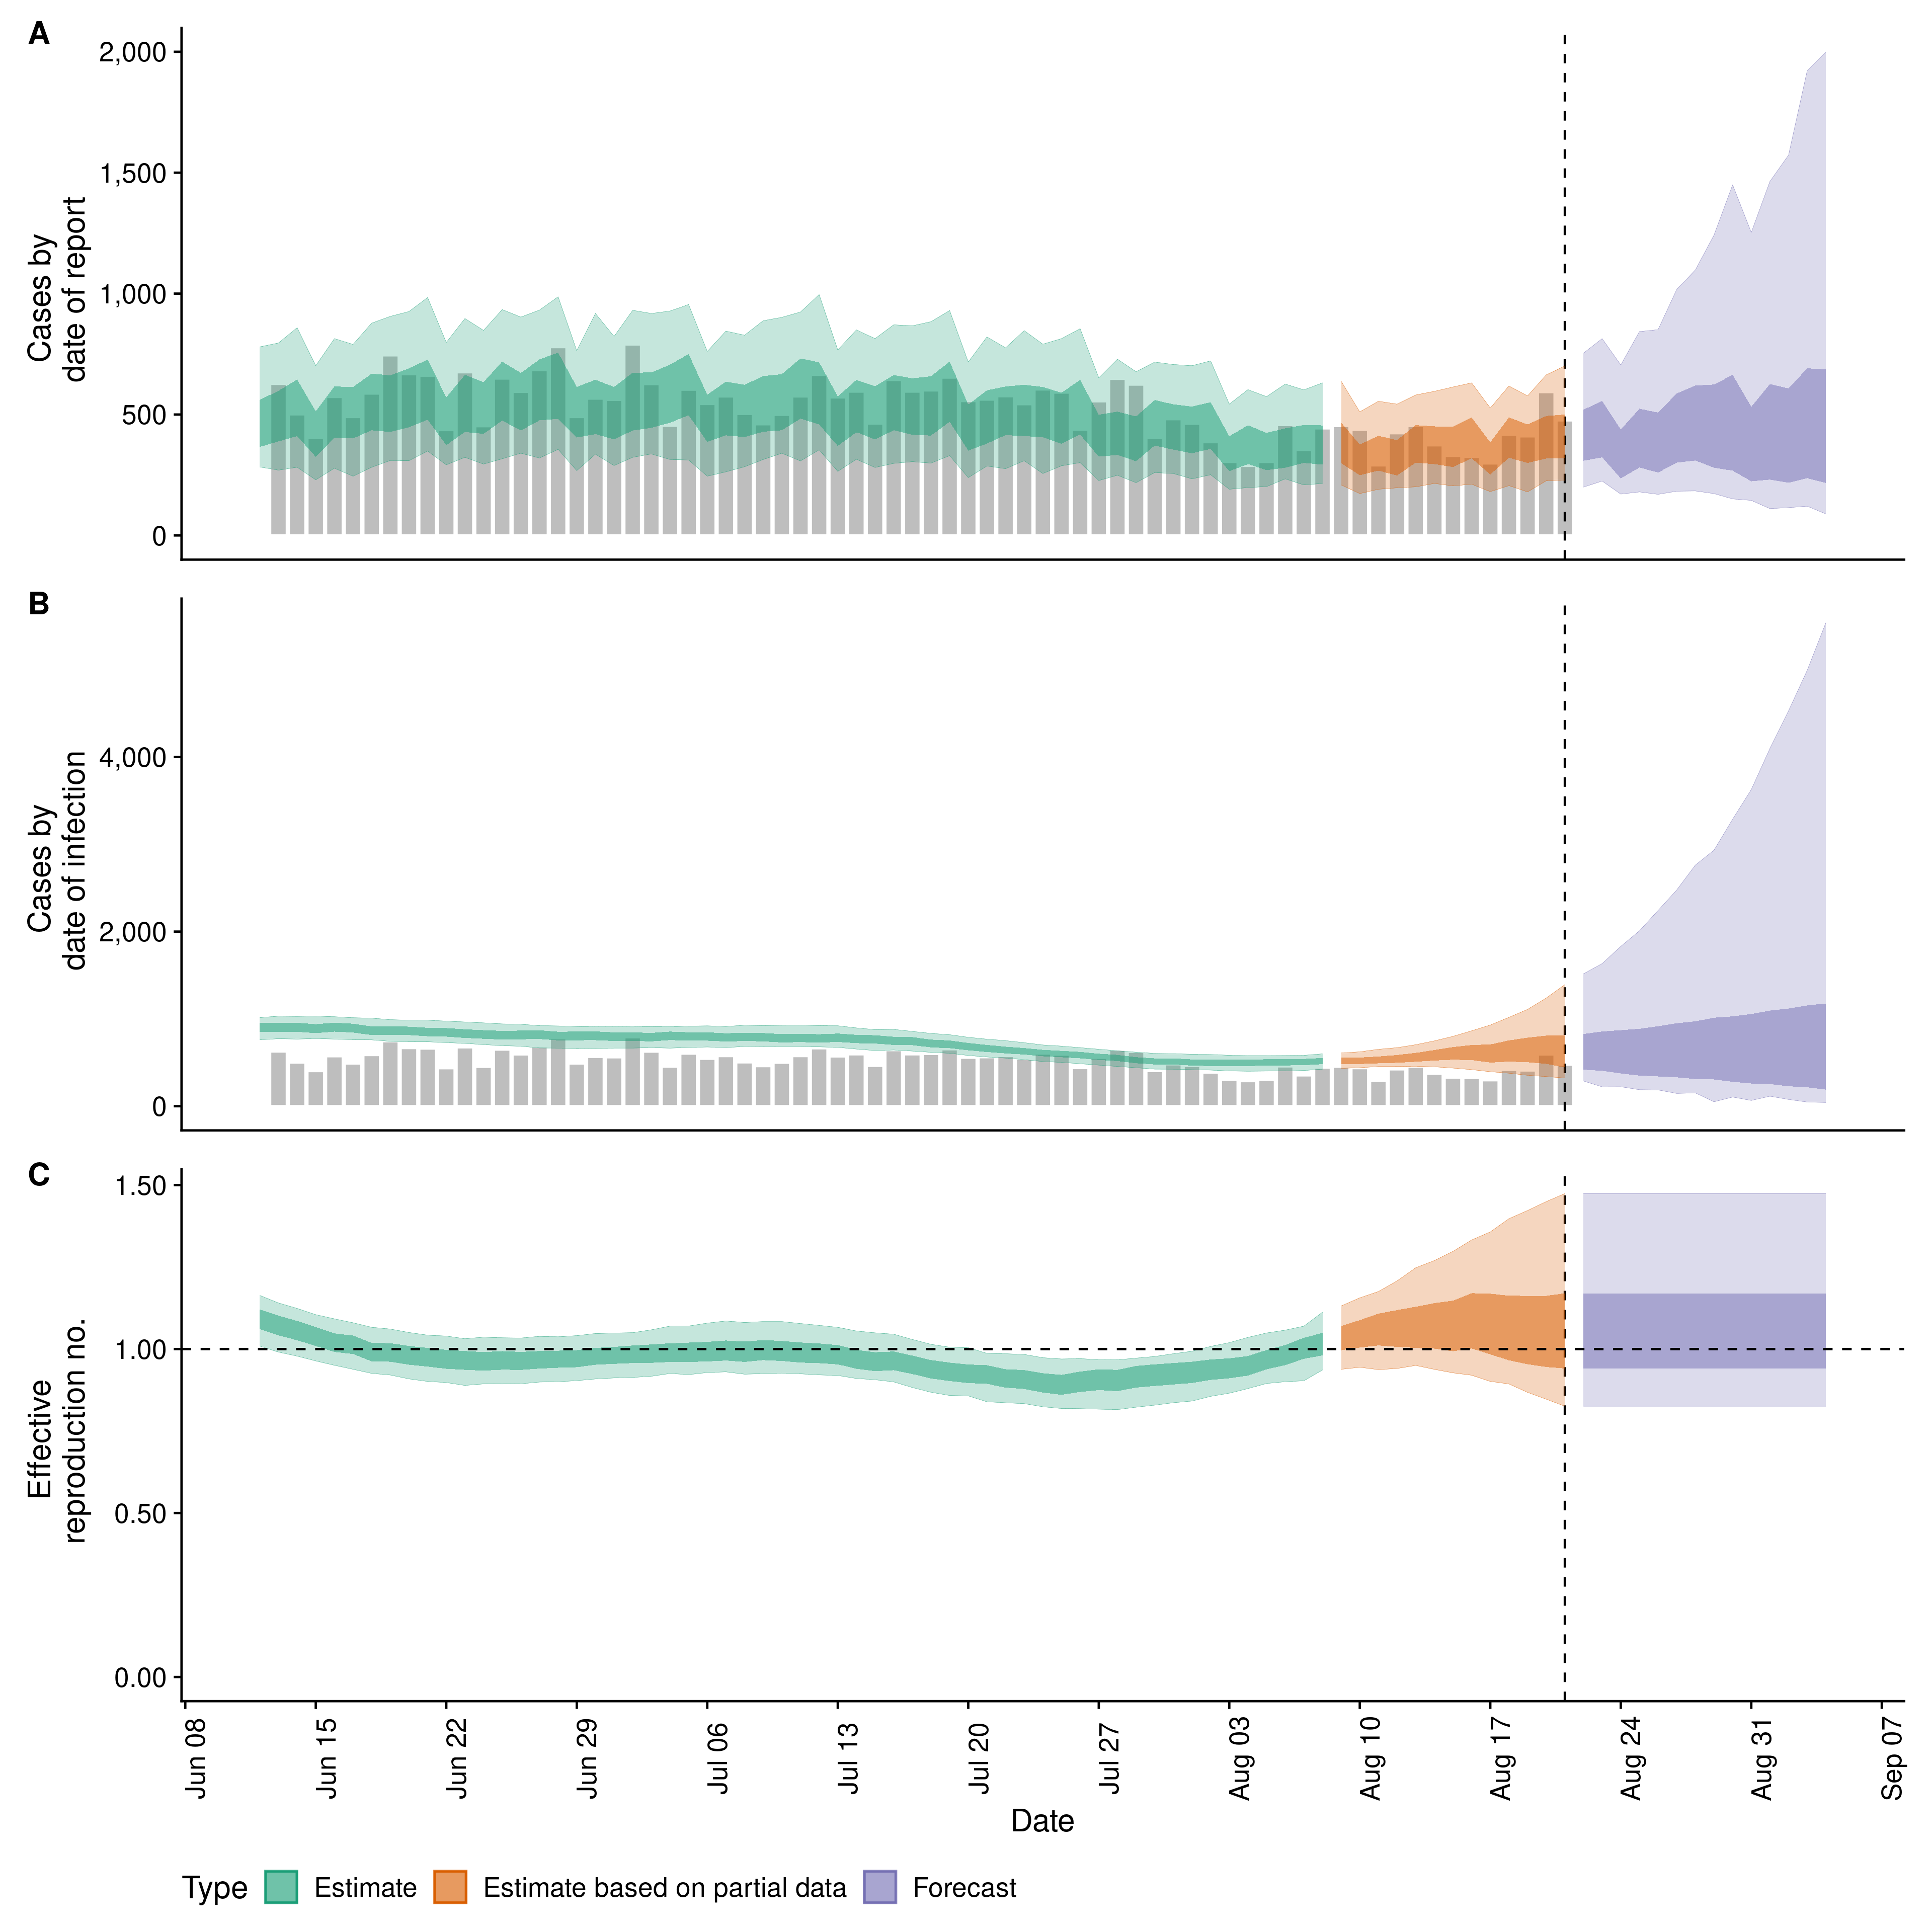 A
2,000
1,500
1,000
500
0
Cases by
date of report
B
4,000
2,000
0
Cases by
date of infection
C
1.50
1.00
0.50
0.00
Effective
reproduction no.
Jun 08
Jun 15
Jun 22
Jun 29
Jul 06
Jul 13
Jul 20
Jul 27
Aug 03
Aug 10
Aug 17
Aug 24
Aug 31
Sep 07
Date
Type Estimate Estimate based on partial data Forecast